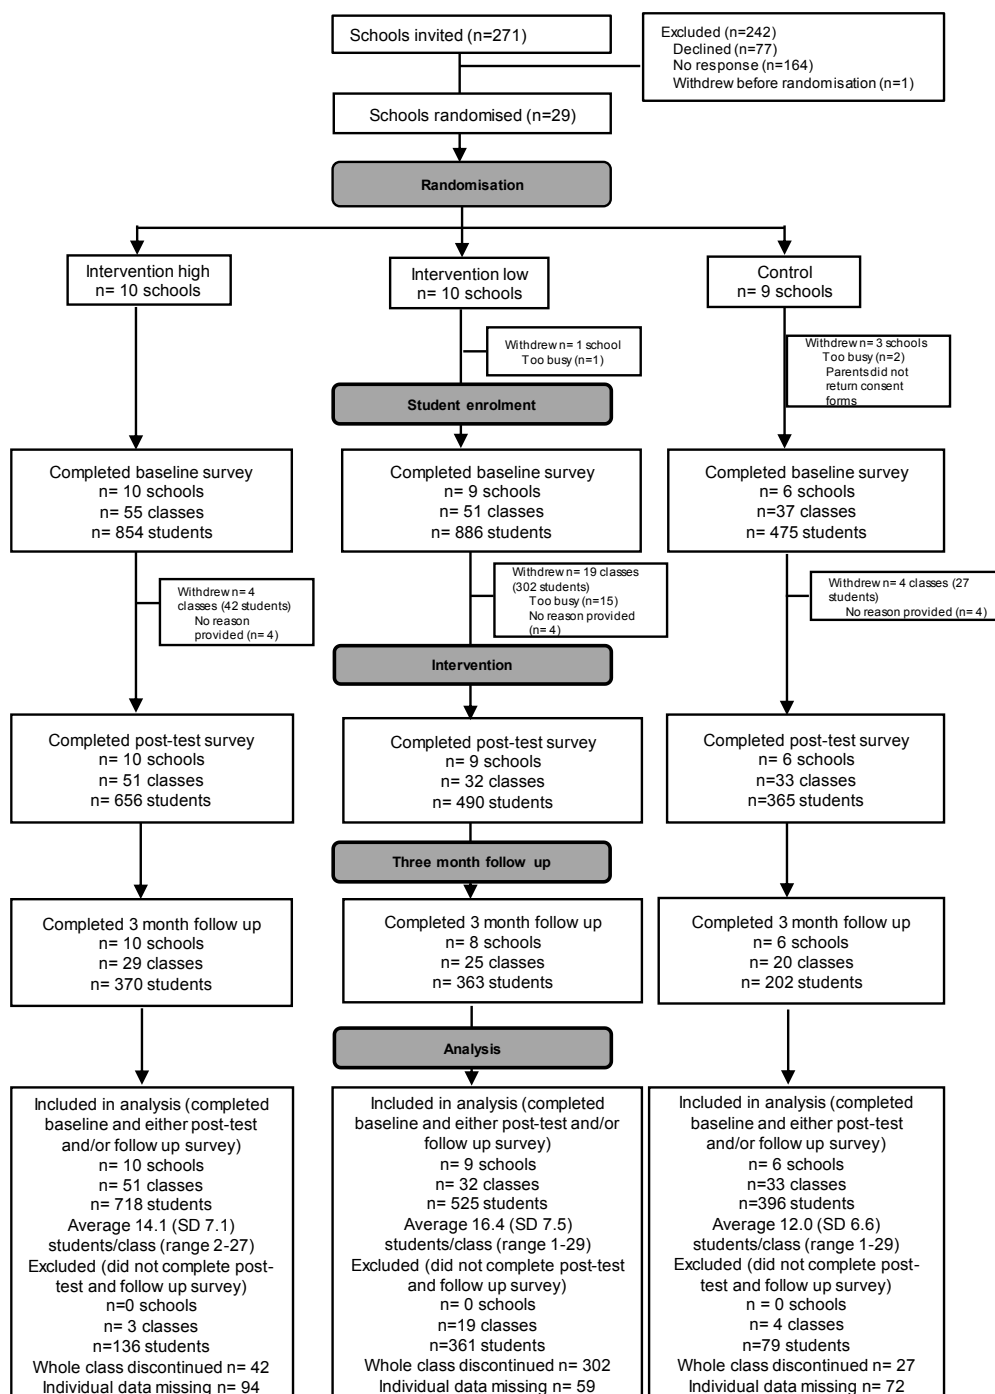 Schools invited (n=271)
Excluded (n=242)
Declined (n=77)
No response (n=164)
Withdrew before randomisation (n=1)
Schools randomised (n=29)
Randomisation
Intervention high
n= 10 schools
Intervention low
n= 10 schools
Control
n= 9 schools
Withdrew n= 1 school
Too busy (n=1)
Withdrew n= 3 schools
Too busy (n=2)
Parents did not
return consent
forms
Student enrolment
Completed baseline survey
n= 10 schools
n= 55 classes
n= 854 students
Completed baseline survey
n= 9 schools
n= 51 classes
n= 886 students
Completed baseline survey
n= 6 schools
n=37 classes
n= 475 students
Withdrew n= 4
classes (42 students)
No reason
provided (n= 4)
Withdrew n= 19 classes
(302 students)
Too busy (n=15)
No reason provided
(n= 4)
Withdrew n= 4 classes (27
students)
No reason provided (n= 4)
Intervention
Completed post-test survey
n= 10 schools
n= 51 classes
n= 656 students
Completed post-test survey
n= 9 schools
n= 32 classes
n= 490 students
Completed post-test survey
n= 6 schools
n=33 classes
n=365 students
Three month follow up
Completed 3 month follow up
n= 10 schools
n= 29 classes
n= 370 students
Completed 3 month follow up
n= 8 schools
n= 25 classes
n= 363 students
Completed 3 month follow up
n= 6 schools
n= 20 classes
n= 202 students
Analysis
Included in analysis (completed
baseline and either post-test
and/or follow up survey)
n= 10 schools
n= 51 classes
n= 718 students
Average 14.1 (SD 7.1)
students/class (range 2-27)
Excluded (did not complete post-
test and follow up survey)
n=0 schools
n= 3 classes
n=136 students
Whole class discontinued n= 42
Individual data missing n= 94
Included in analysis (completed
baseline and either post-test and/or
follow up survey)
n= 9 schools
n= 32 classes
n= 525 students
Average 16.4 (SD 7.5)
students/class (range 1-29)
Excluded (did not complete post-test
and follow up survey)
n= 0 schools
n=19 classes
n=361 students
Whole class discontinued n= 302
Individual data missing n= 59
Included in analysis (completed
baseline and either post-test
and/or follow up survey)
n= 6 schools
n=33 classes
n=396 students
Average 12.0 (SD 6.6)
students/class (range 1-29)
Excluded (did not complete post-
test and follow up survey)
n = 0 schools
n= 4 classes
n=79 students
Whole class discontinued n= 27
Individual data missing n= 72